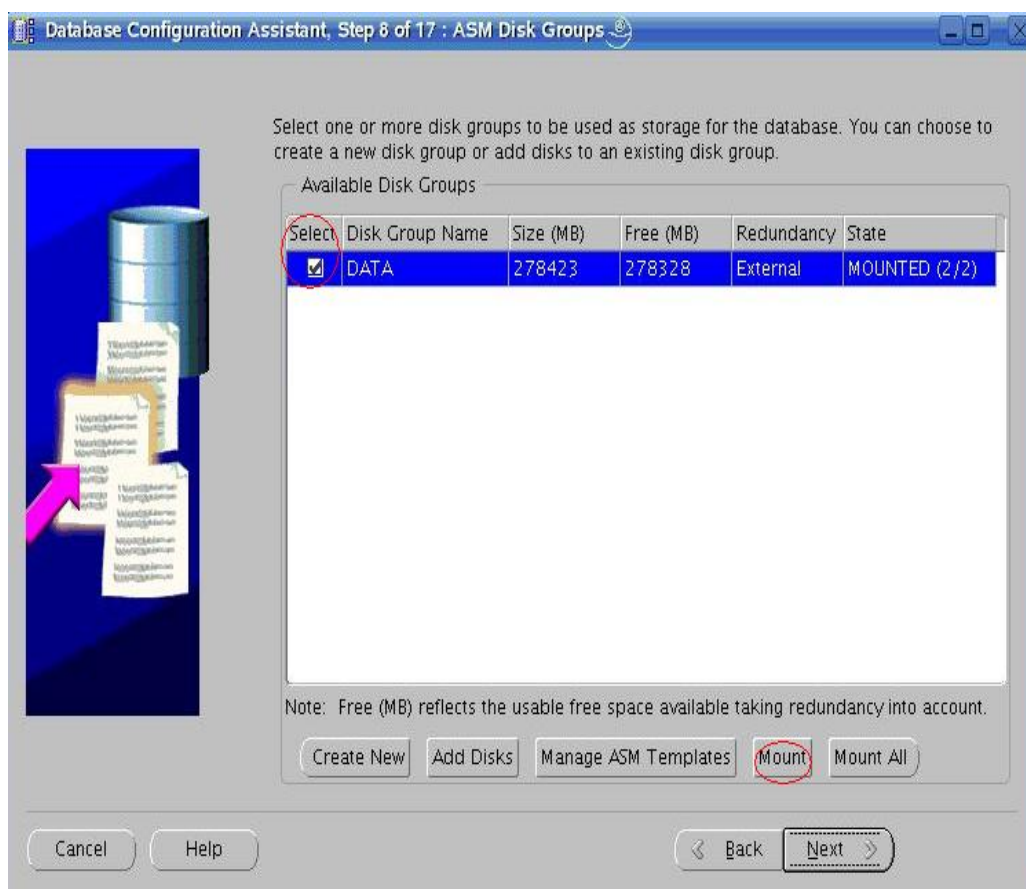 Database Configuration Assistant, Step 8 of 17 : ASM Disk Groups
Select one or more disk groups to be used as storage for the database. You can choose to
create a new disk group or add disks to an existing disk group.
Available Disk Groups
Select Disk Group Name Size (MB) Free (MB) Redundancy State
DATA 278423 278328 External MOUNTED (2/2)
Note: Free (MB) reflects the usable free space available taking redundancy into account.
Create New Add Disks Manage ASM Templates Mount Mount All
Cancel Help Back Next